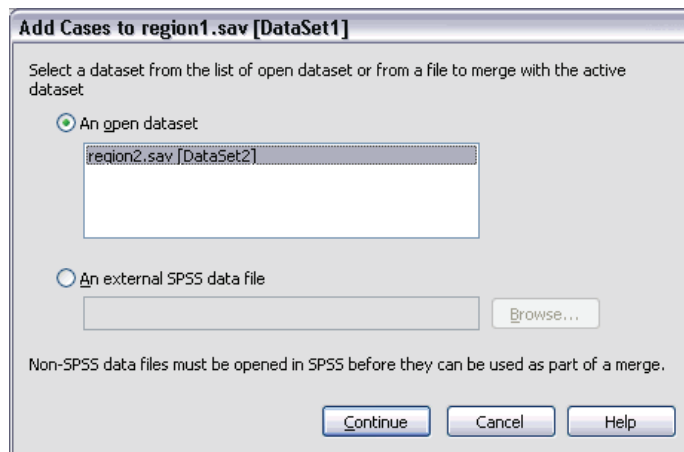 Add Cases to region1.sav [DataSet1]
Select a dataset from the list of open dataset or from a file to merge with the active
dataset
An open dataset
region2.sav [DataSet2]
An external SPSS data file
Browse...
Non-SPSS data files must be opened in SPSS before they can be used as part of a merge.
Continue
Cancel
Help